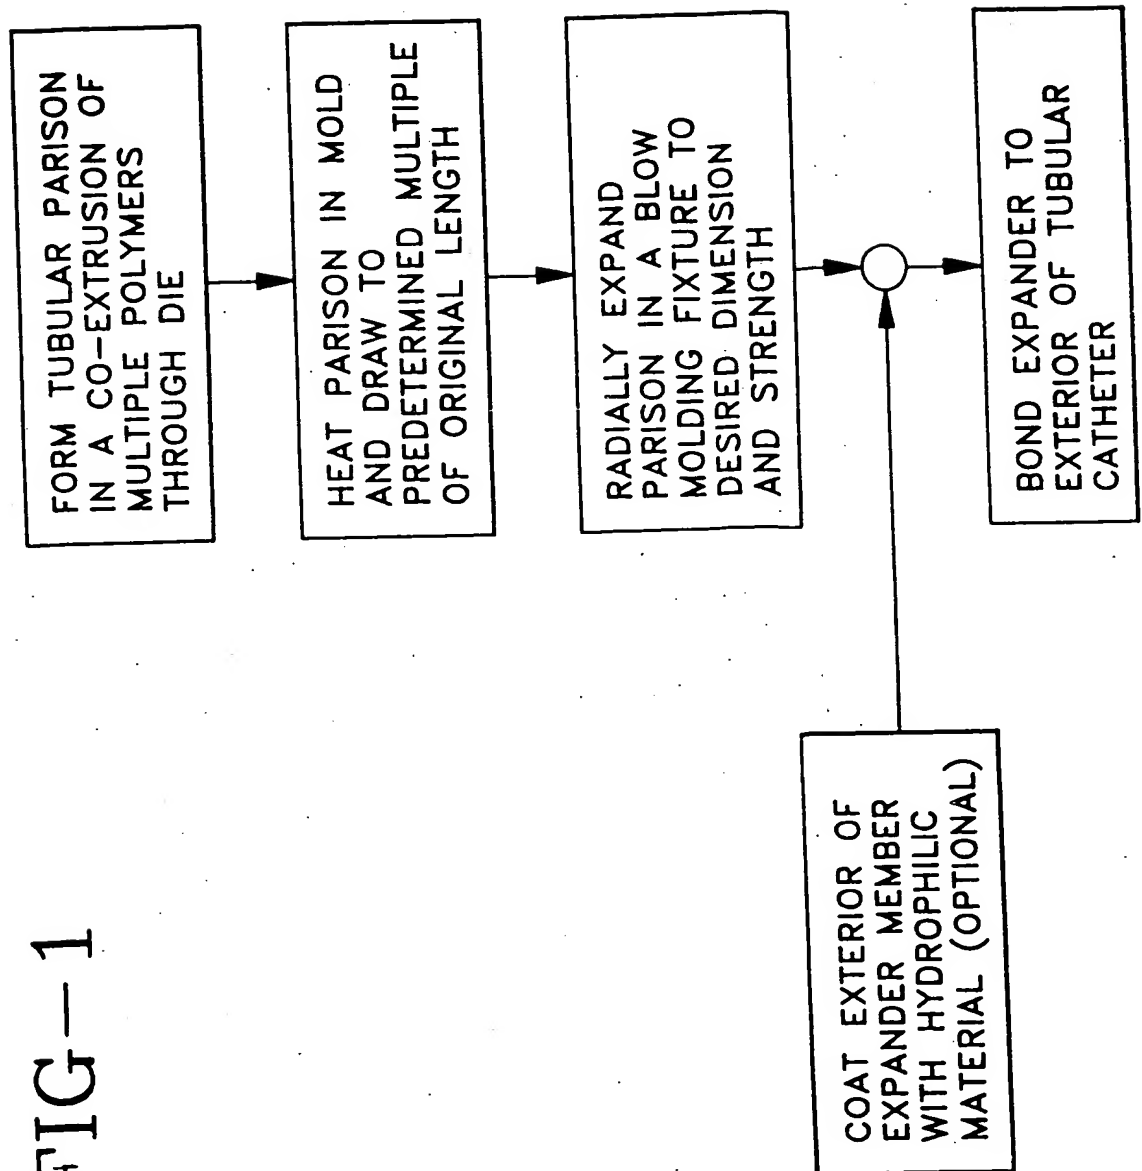 FORM TUBULAR PARISON
IN A CO-EXTRUSION OF
MULTIPLE POLYMERS
THROUGH DIE
HEAT PARISON IN MOLD
AND DRAW TO
PREDETERMINED MULTIPLE
OF ORIGINAL LENGTH
RADIALLY EXPAND
PARISON IN A BLOW
MOLDING FIXTURE TO
DESIRED DIMENSION
AND STRENGTH
COAT EXTERIOR OF
EXPANDER MEMBER
WITH HYDROPHILIC
MATERIAL (OPTIONAL)
BOND EXPANDER TO
EXTERIOR OF TUBULAR
CATHETER
FIG-1